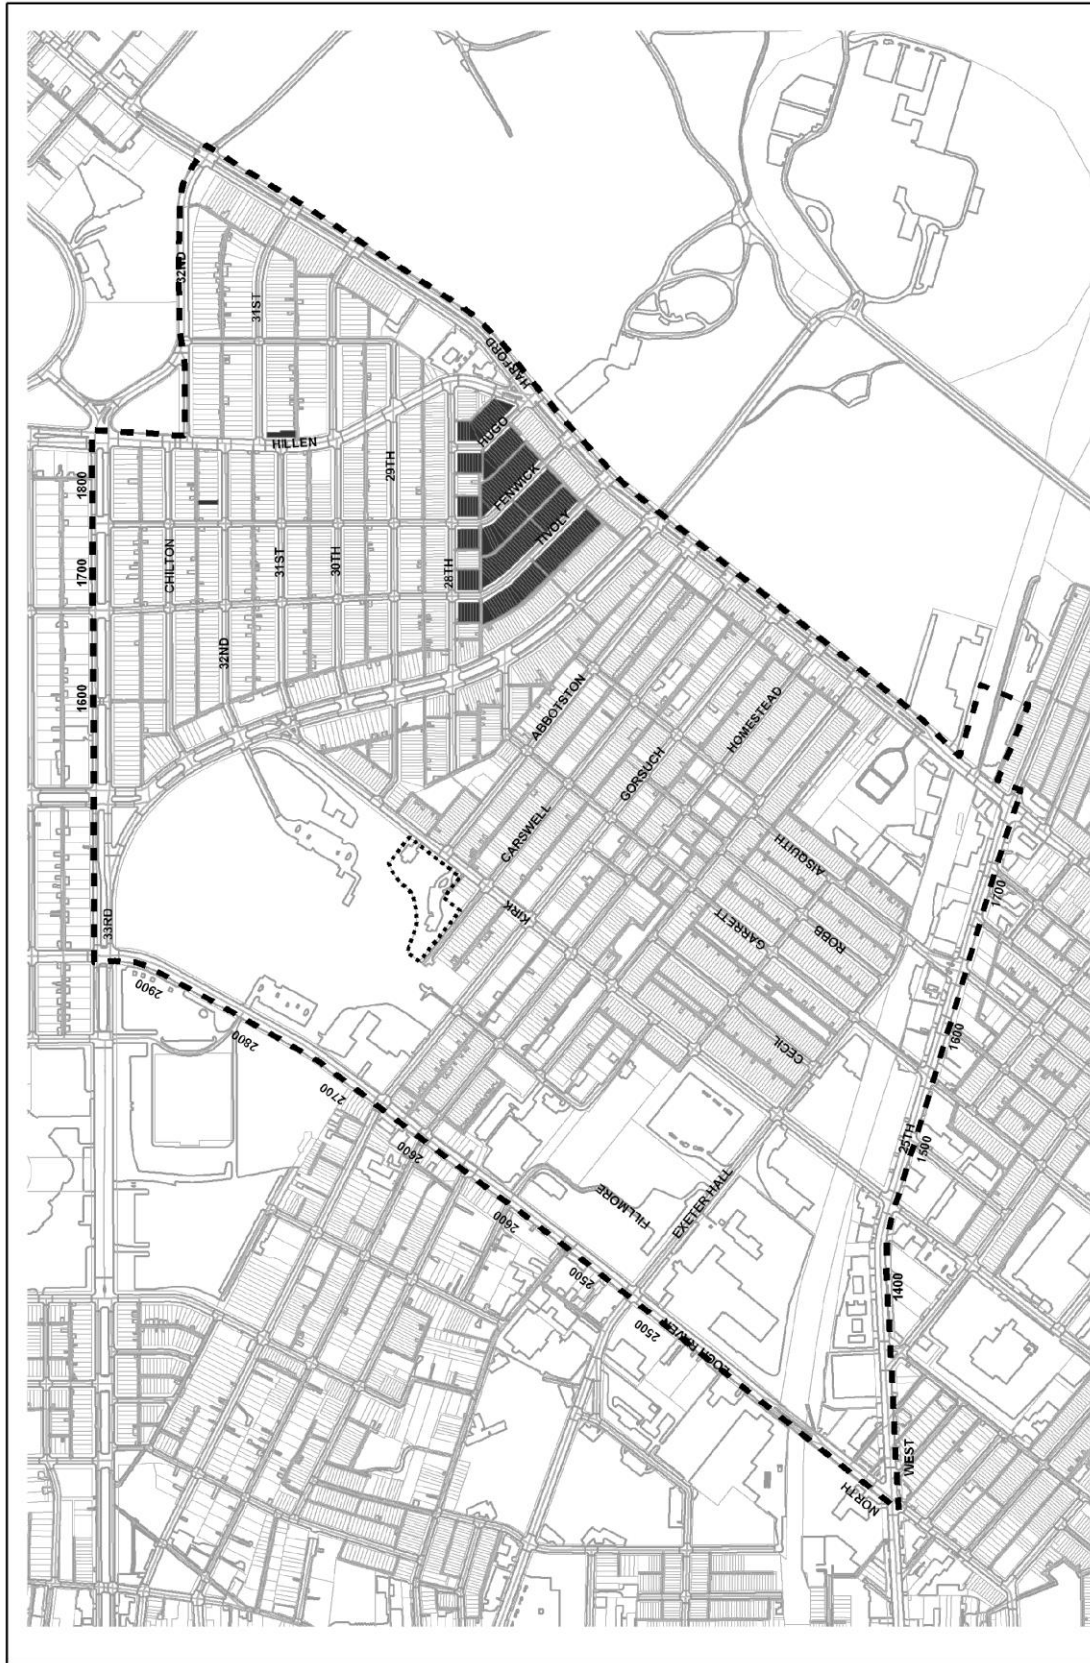 32ND
31ST
HARFORD
HILLEN
HUGO
1800
29TH
FENWICK
TIVOLY
CHILTON
31ST
30TH
28TH
1700
32ND
1600
ABBOTSTON
HOMESTEAD
GORSUCH
CARSWELL
AISQUITH
KIRK
1700
33RD
GARRETT
ROBB
2900
2800
CECIL
1600
2700
25TH
1500
2600
FILLMORE
EXETER HALL
2600
2500
1400
2500
LOCH RAVEN
WEST
NORTH